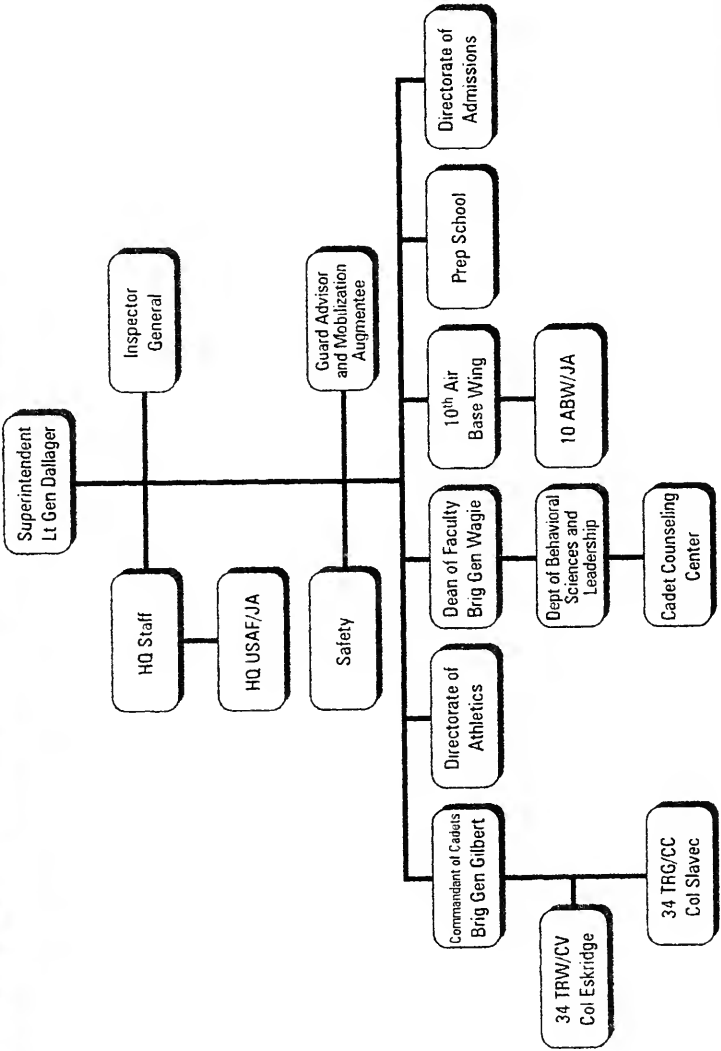 Superintendent
Lt Gen Dallager
HQ Staff
Inspector
General
HQ USAF/JA
Safety
Guard Advisor
and Mobilization
Augmentee
Commandant of Cadets
Brig Gen Gilbert
Directorate of
Athletics
Dean of Faculty
Brig Gen Wagie
10th Air
Base Wing
Prep School
Directorate of
Admissions
34 TRW/CV
Col Eskridge
34 TRG/CC
Col Slavec
Dept of Behavioral
Sciences and
Leadership
10 ABW/JA
Cadet Counseling
Center